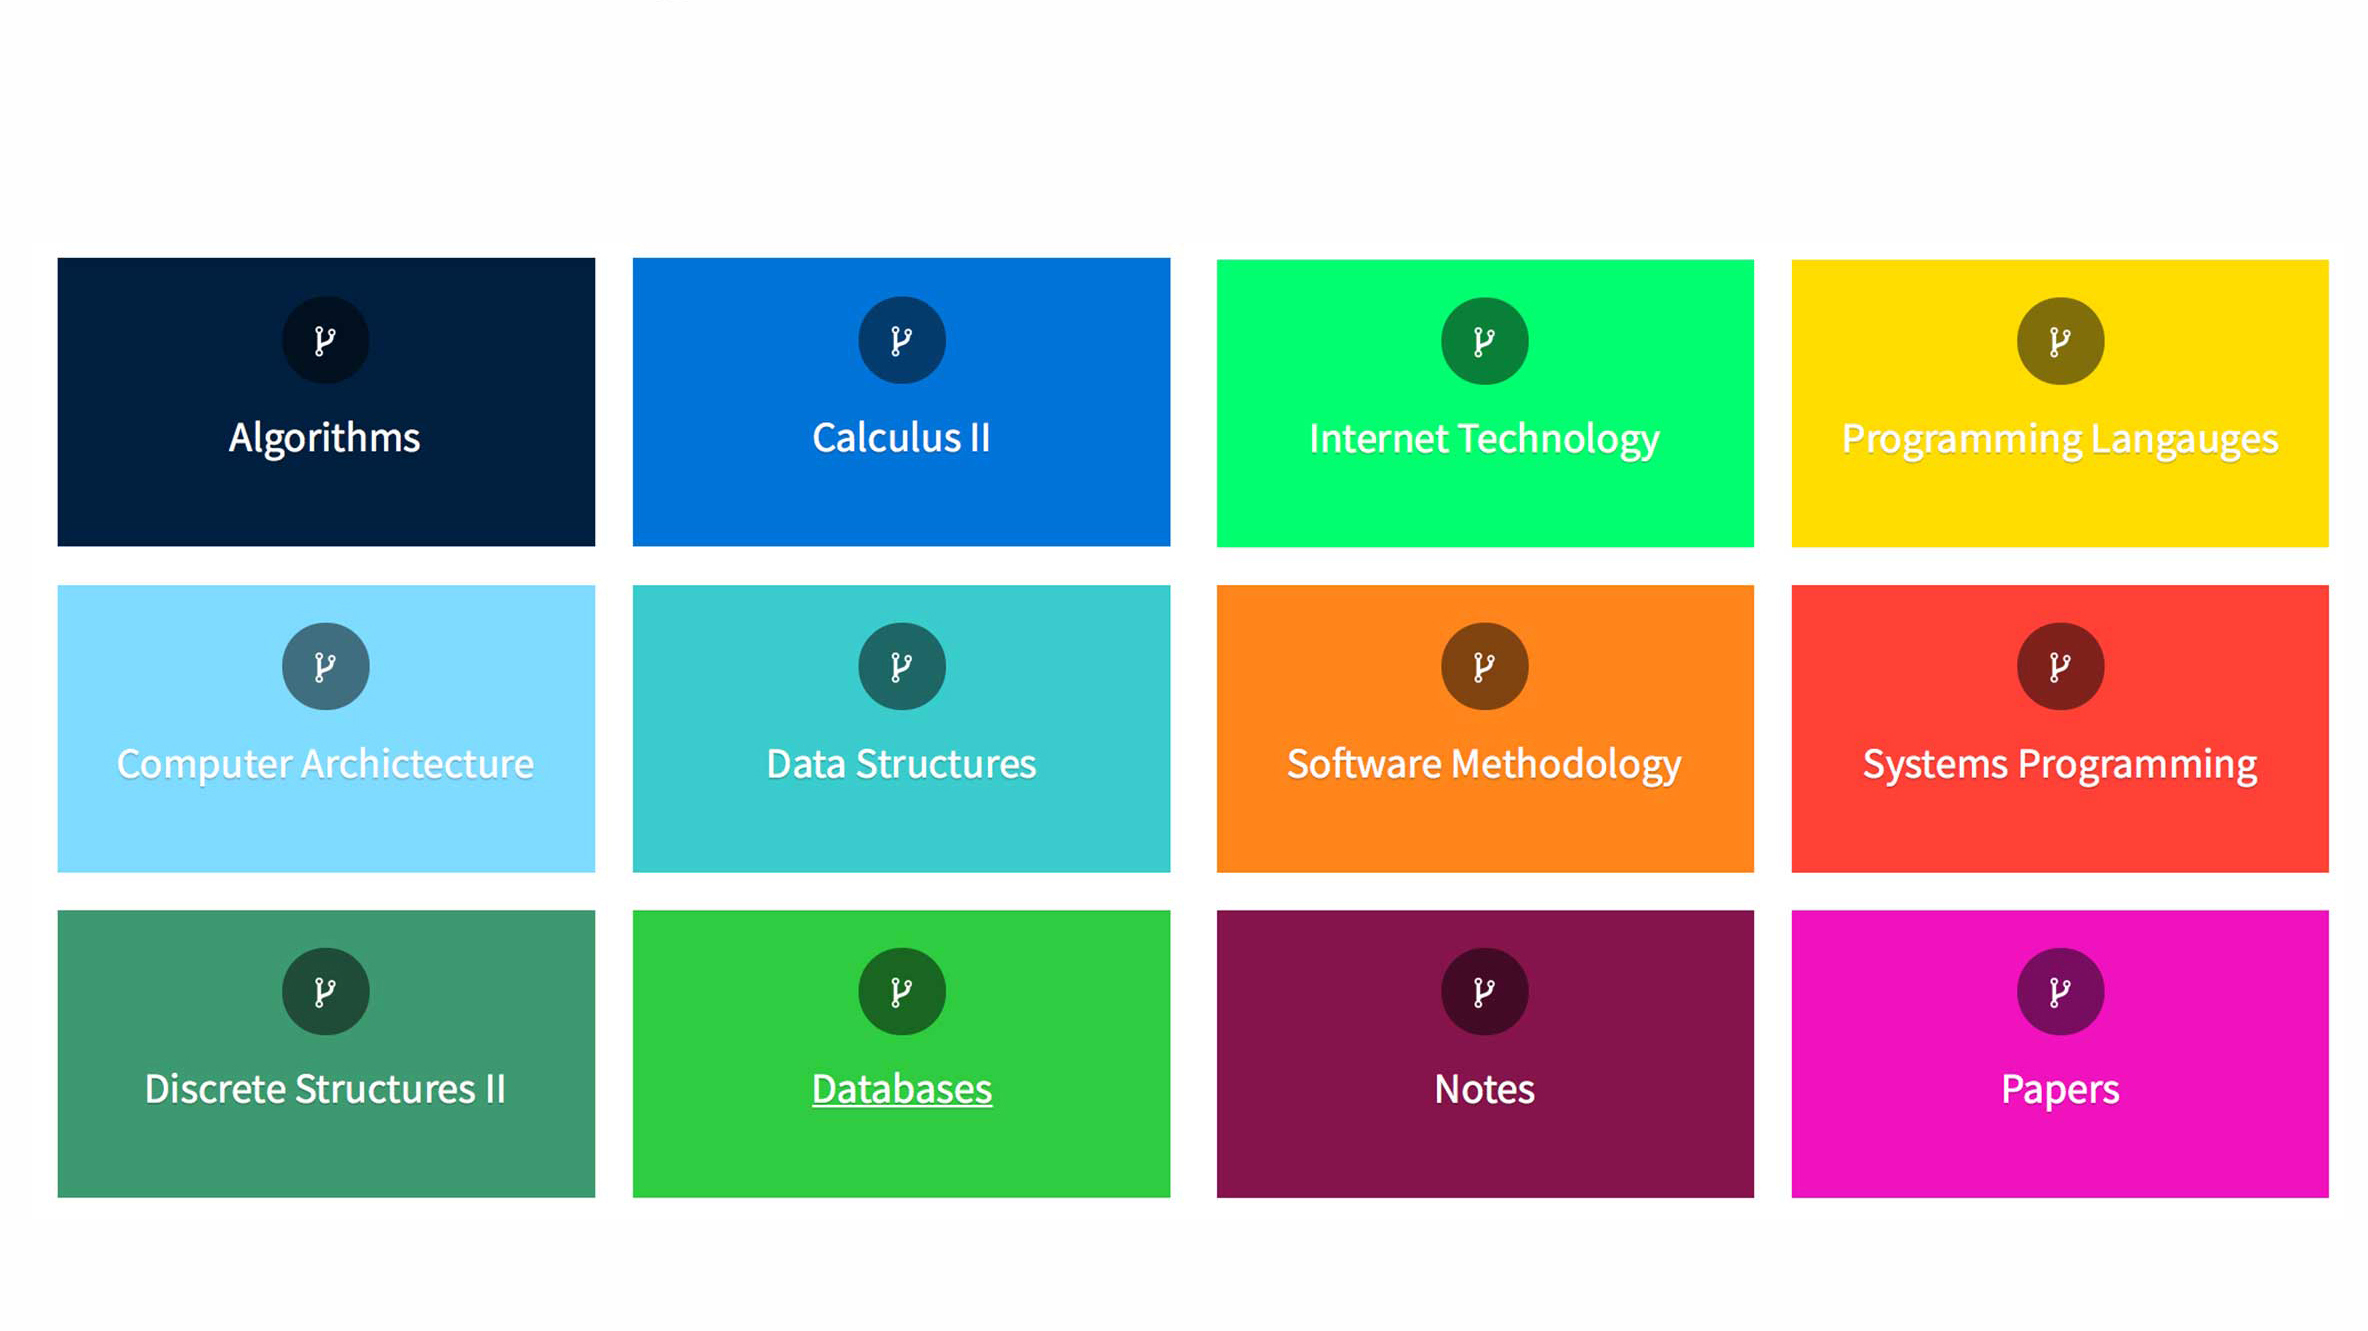 Algorithms
Calculus II
Internet Technology
Programming Langauges
Computer Archictecture
Data Structures
Software Methodology
Systems Programming
Discrete Structures II
Databases
Notes
Papers